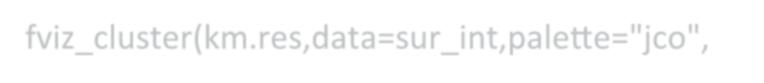 fviz_cluster(km.res,data=sur_int,palette="jco",